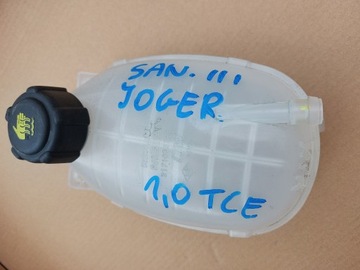 SAN. III
JOGER
1,0 TCE